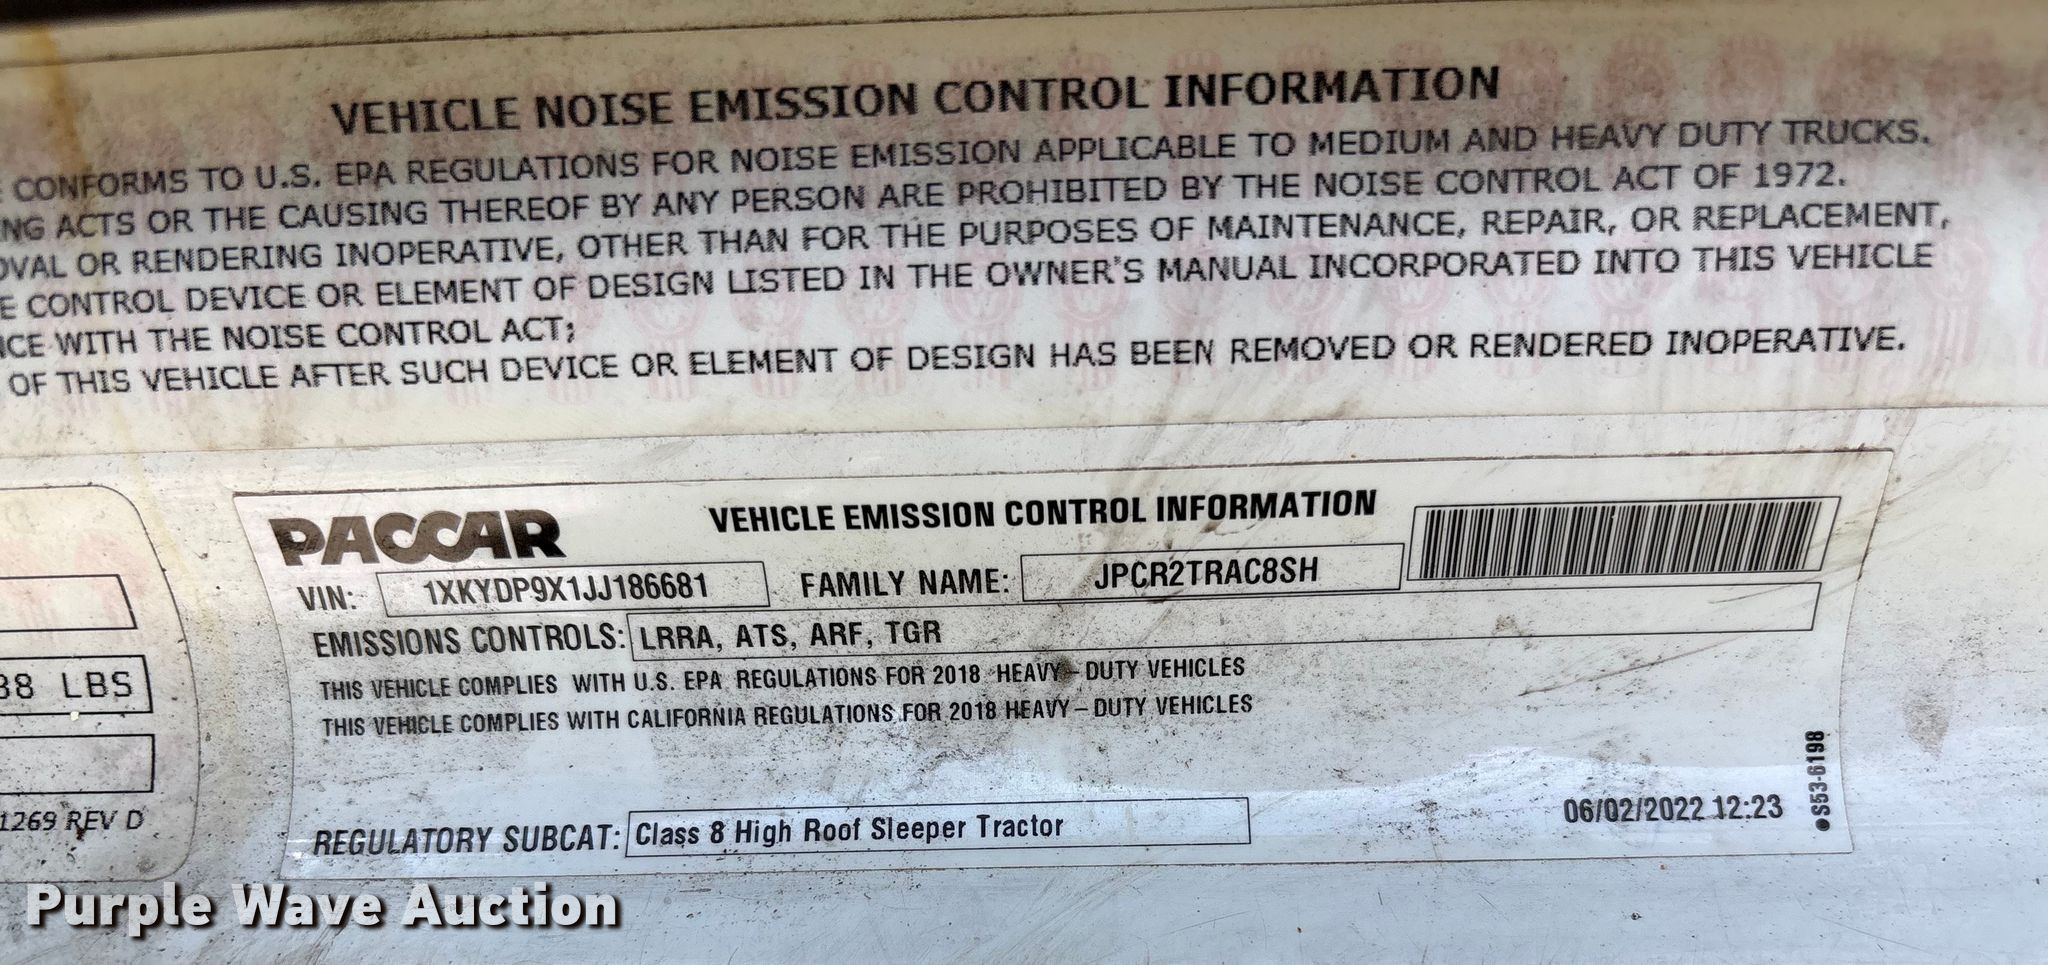 VEHICLE NOISE EMISSION CONTROL INFORMATION
CONFORMS TO U.S. EPA REGULATIONS FOR NOISE EMISSION APPLICABLE TO MEDIUM AND HEAVY DUTY TRUCKS.
NG ACTS OR THE CAUSING THEREOF BY ANY PERSON ARE PROHIBITED BY THE NOISE CONTROL ACT OF 1972.
OVAL OR RENDERING INOPERATIVE, OTHER THAN FOR THE PURPOSES OF MAINTENANCE, REPAIR, OR REPLACEMENT,
E CONTROL DEVICE OR ELEMENT OF DESIGN LISTED IN THE OWNER'S MANUAL INCORPORATED INTO THIS VEHICLE
NCE WITH THE NOISE CONTROL ACT;
OF THIS VEHICLE AFTER SUCH DEVICE OR ELEMENT OF DESIGN HAS BEEN REMOVED OR RENDERED INOPERATIVE.
PACCAR VEHICLE EMISSION CONTROL INFORMATION
VIN: 1XKYDP9X1JJ186681 FAMILY NAME: JPCR2TRAC8SH
EMISSIONS CONTROLS: LRRA, ATS, ARF, TGR
THIS VEHICLE COMPLIES WITH U.S. EPA REGULATIONS FOR 2018 HEAVY-DUTY VEHICLES
THIS VEHICLE COMPLIES WITH CALIFORNIA REGULATIONS FOR 2018 HEAVY-DUTY VEHICLES
REGULATORY SUBCAT: Class 8 High Roof Sleeper Tractor
06/02/2022 12:23
●S53-6198
38 LBS
1269 REV D
Purple Wave Auction